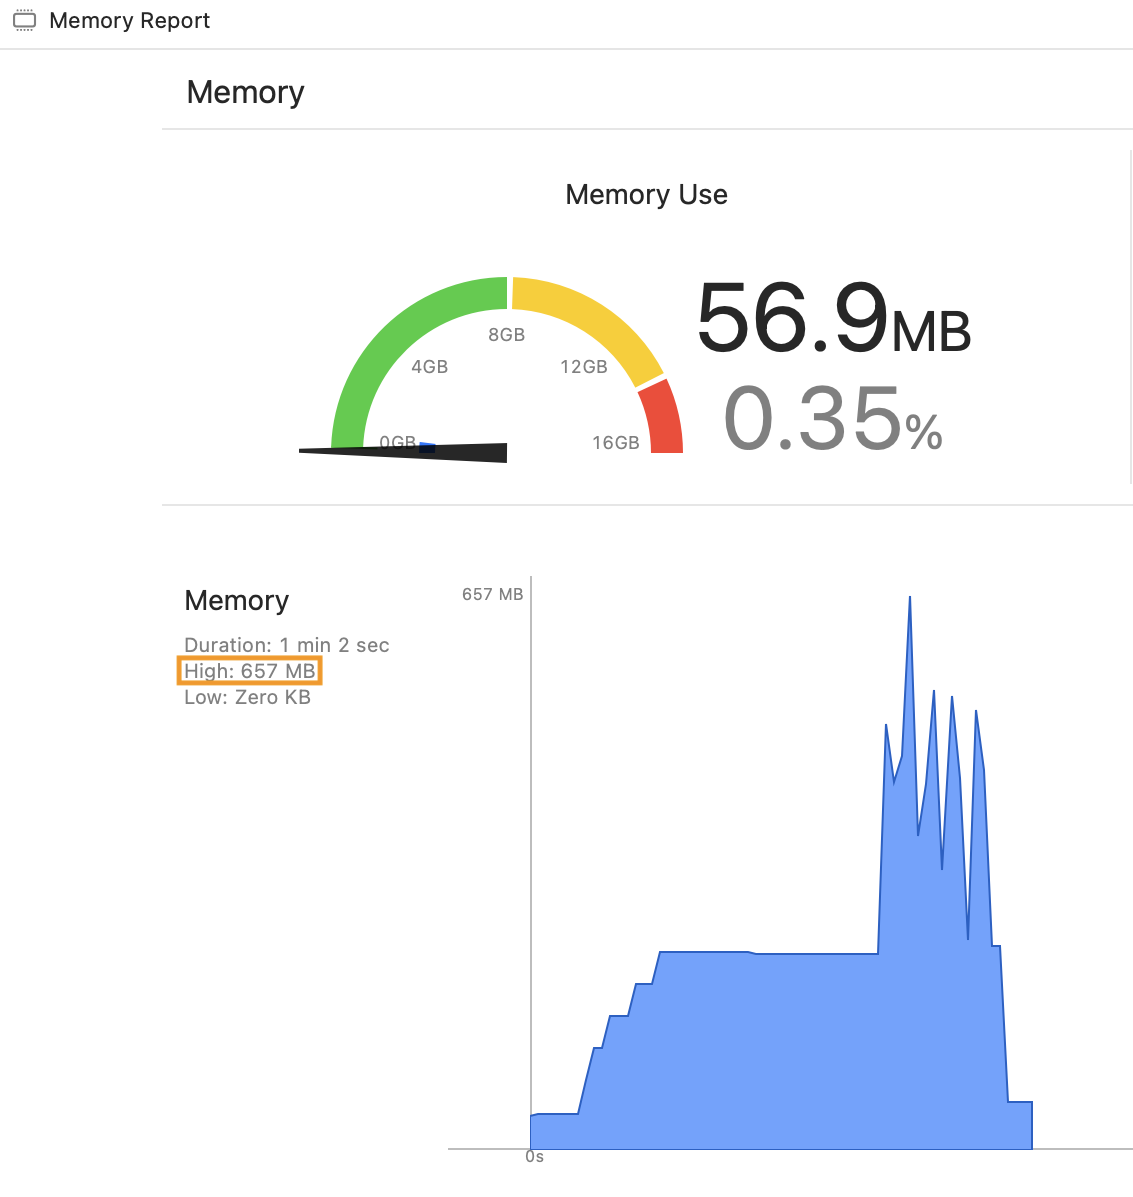 Memory Report
Memory
Memory Use
56.9MB
0.35%
8GB
4GB
12GB
0GB
16GB
Memory
Duration: 1 min 2 sec
High: 657 MB
Low: Zero KB
657 MB
0s